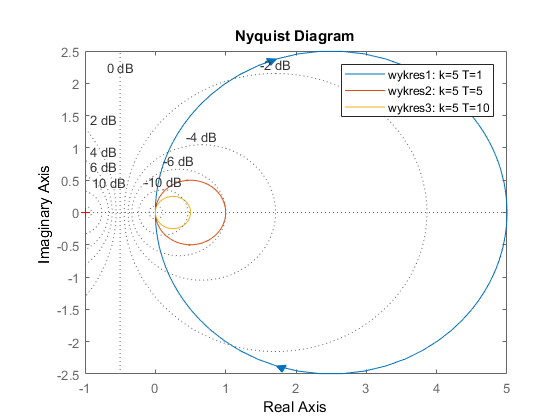 Nyquist Diagram
2.5
2
1.5
1
0.5
0
-0.5
-1
-1.5
-2
-2.5
Imaginary Axis
0 dB
-2 dB
2 dB
-4 dB
4 dB
-6 dB
6 dB
10 dB
-10 dB
wykres1: k=5 T=1
wykres2: k=5 T=5
wykres3: k=5 T=10
-1 0 1 2 3 4 5
Real Axis